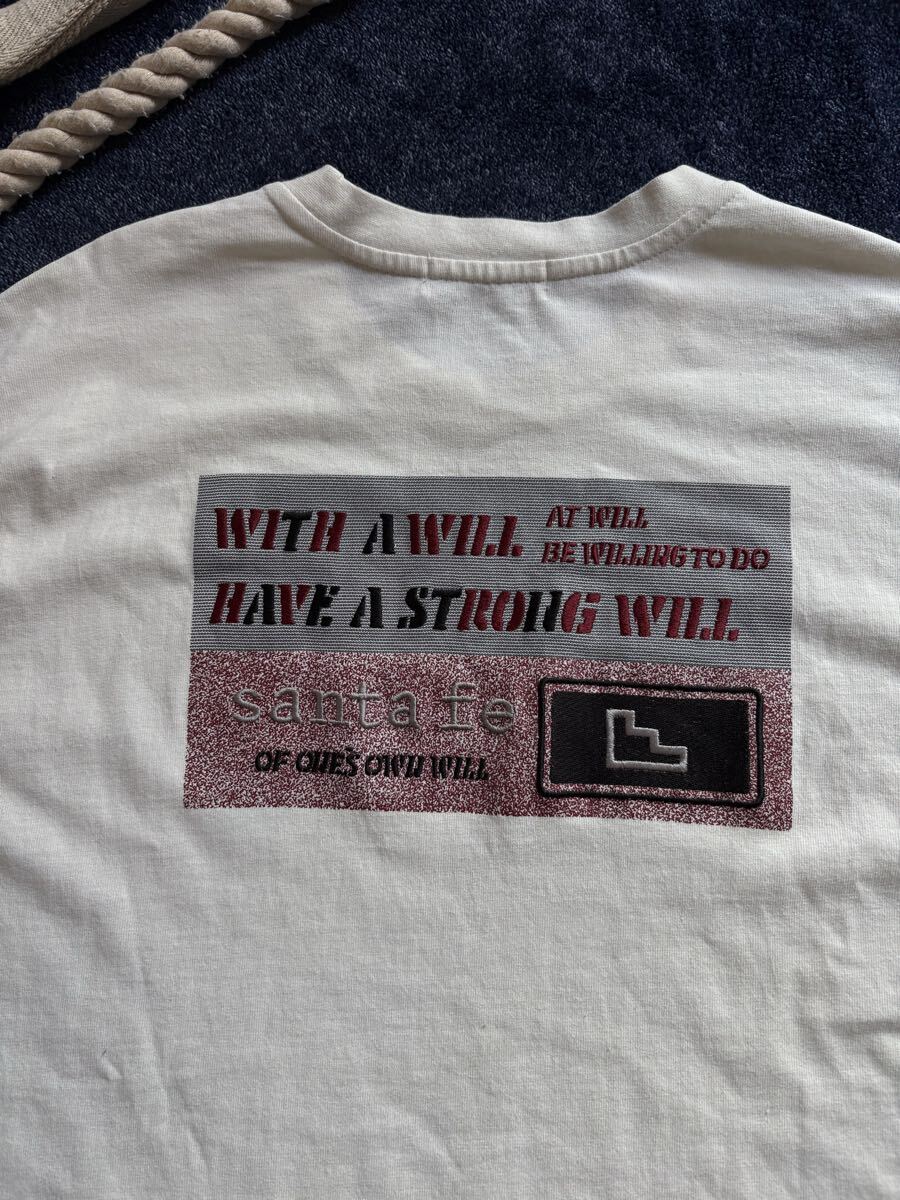 WITH A WILL AT WILL
BE WILLING TO DO
HAVE A STRONG WILL
santa fe
OF ONE'S OWN WILL